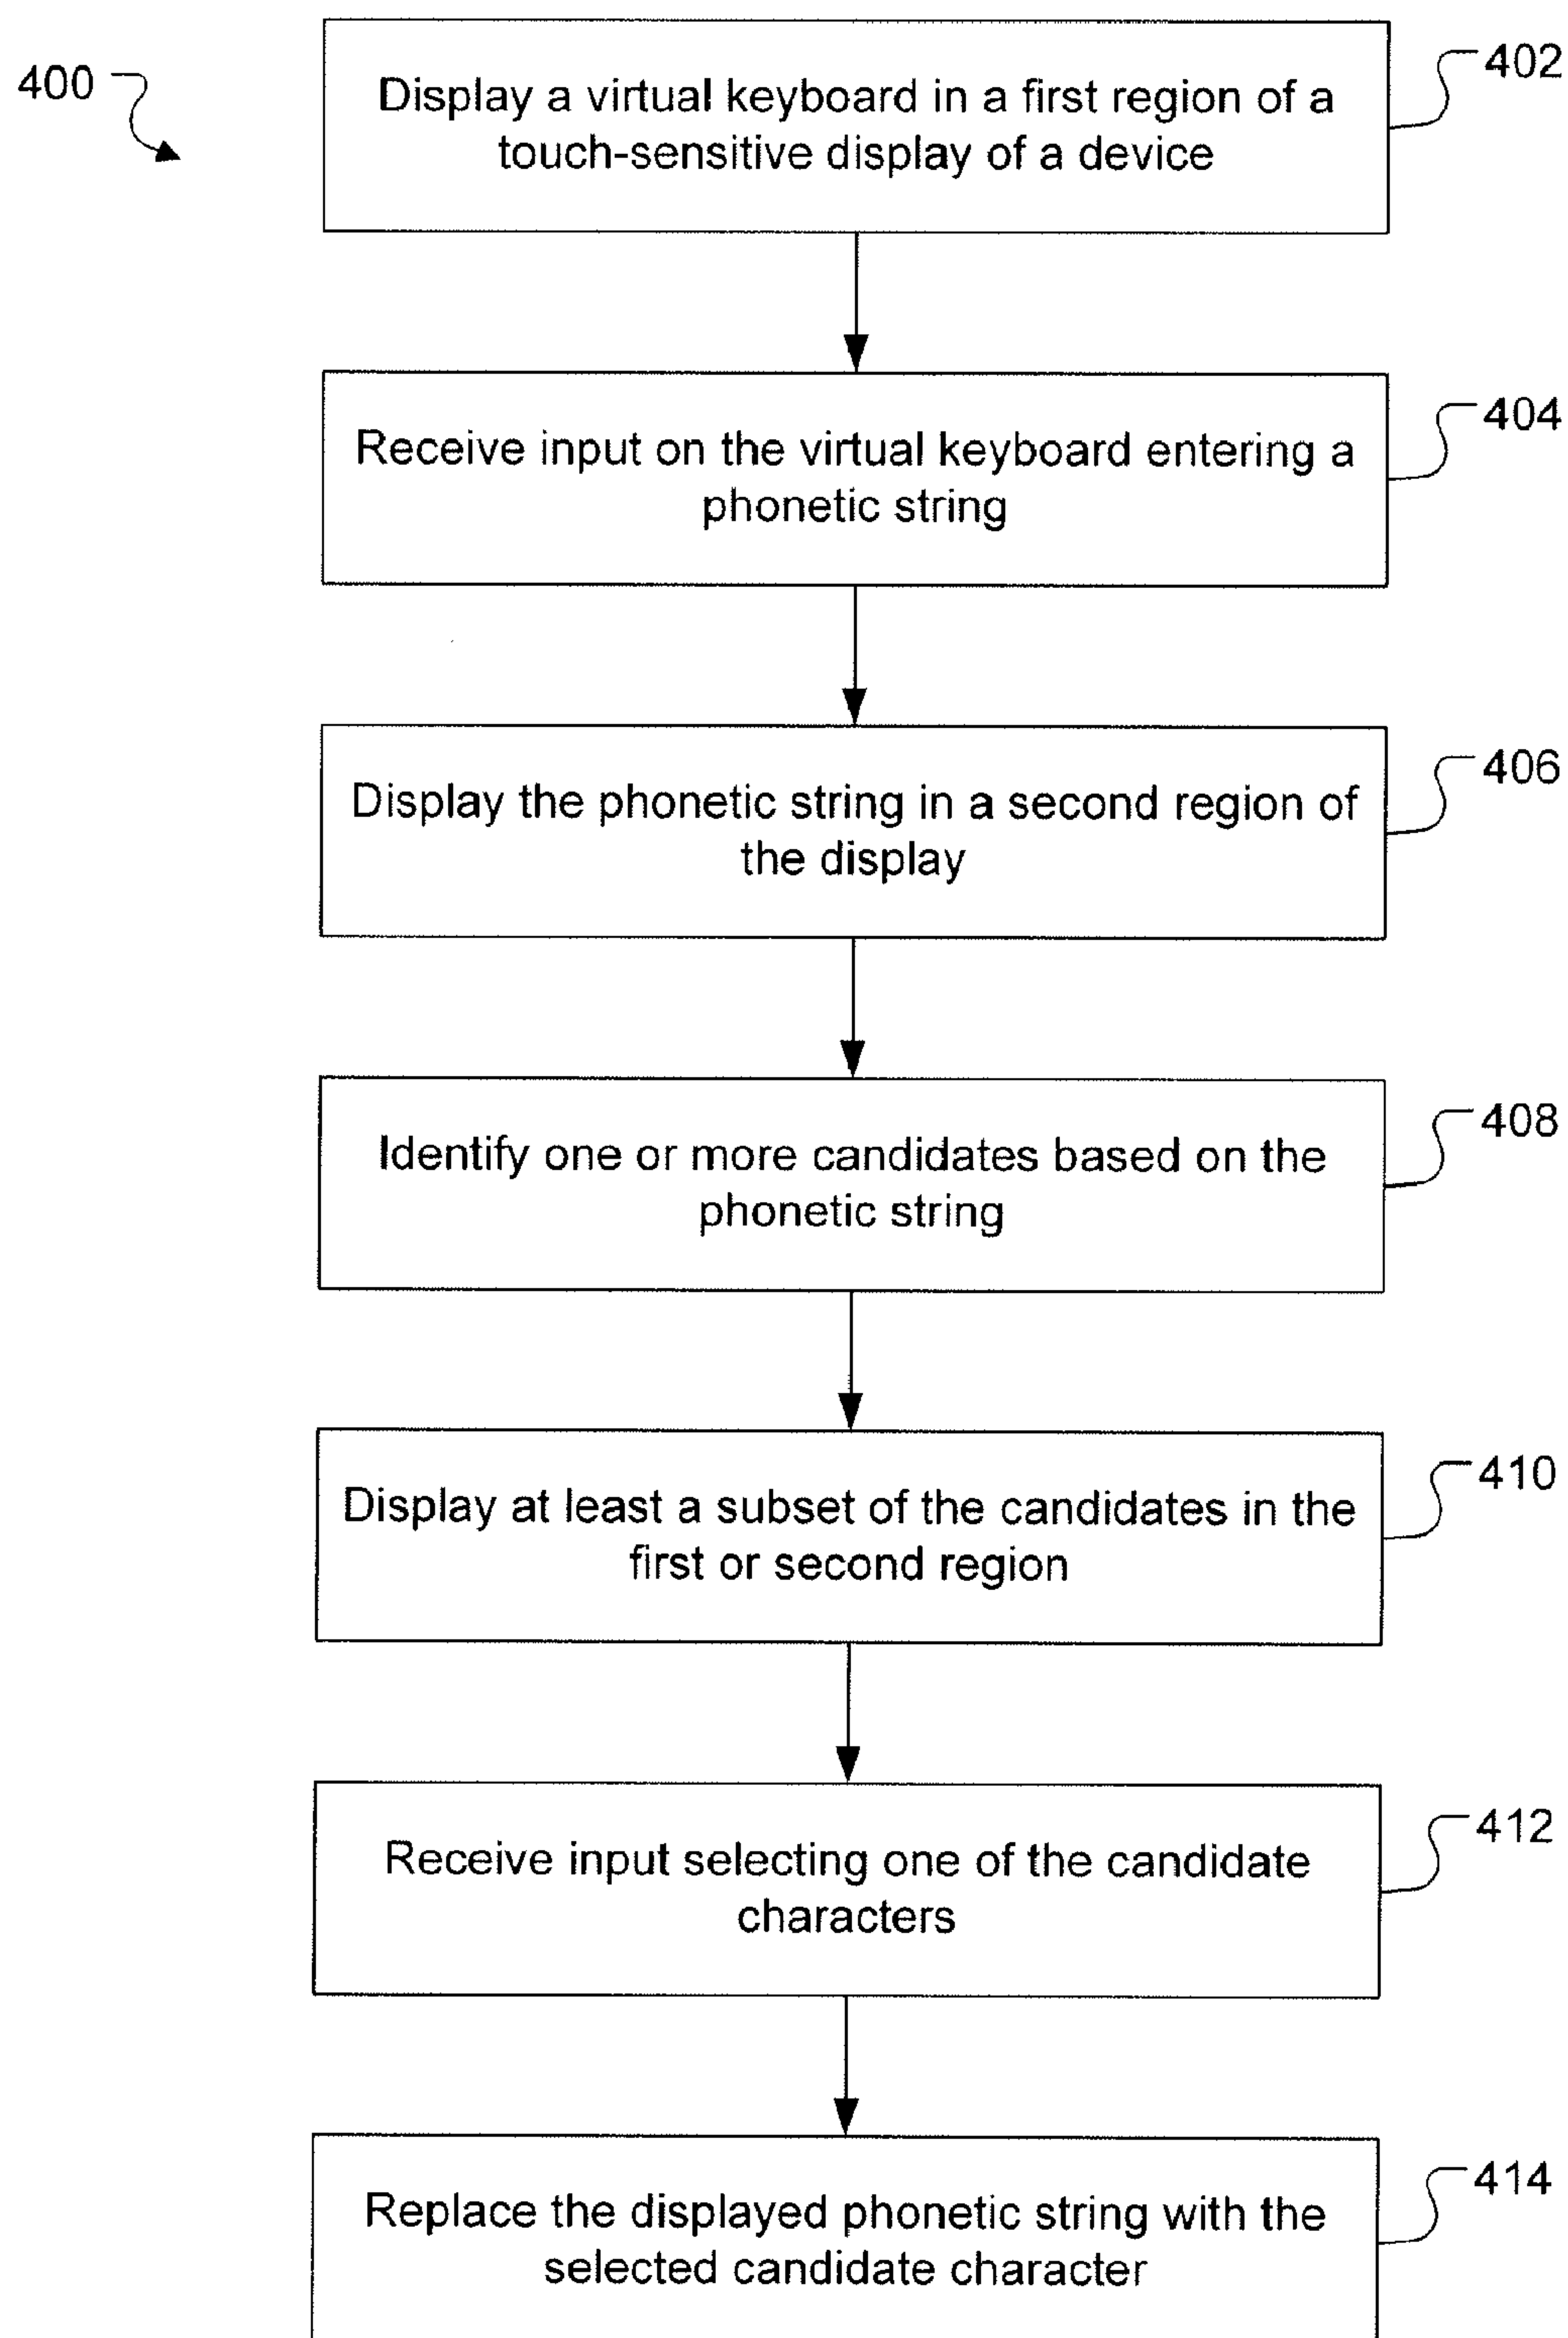 400
402
Display a virtual keyboard in a first region of a
touch-sensitive display of a device
404
Receive input on the virtual keyboard entering a
phonetic string
406
Display the phonetic string in a second region of
the display
408
Identify one or more candidates based on the
phonetic string
410
Display at least a subset of the candidates in the
first or second region
412
Receive input selecting one of the candidate
characters
414
Replace the displayed phonetic string with the
selected candidate character